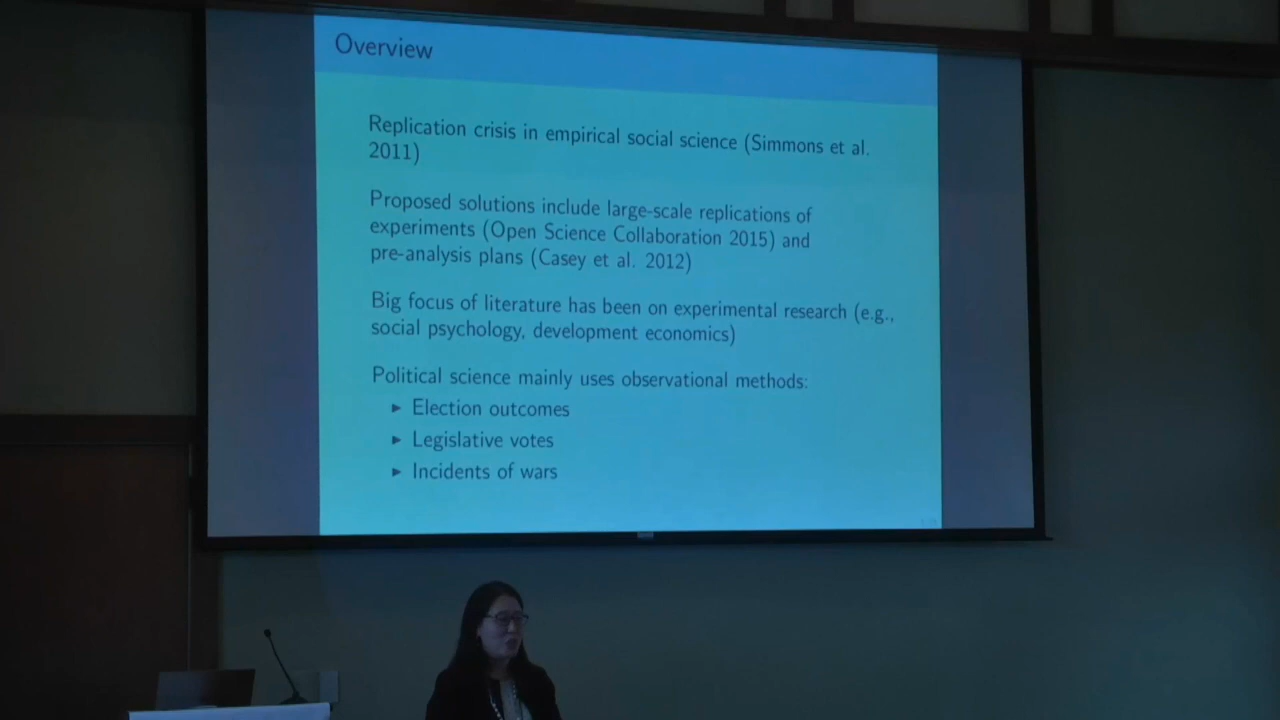 Overview
Replication crisis in empirical social science (Simmons et al.
2011)
Proposed solutions include large-scale replications of
experiments (Open Science Collaboration 2015) and
pre-analysis plans (Casey et al. 2012)
Big focus of literature has been on experimental research (e.g.,
social psychology, development economics)
Political science mainly uses observational methods:
► Election outcomes
► Legislative votes
► Incidents of wars